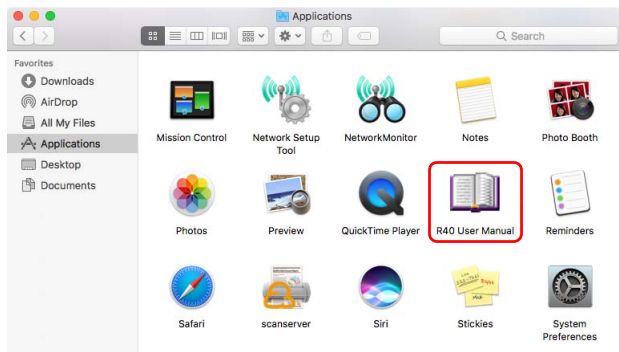 Applications
Search
Favorites
Downloads
AirDrop
All My Files
Applications
Desktop
Documents
Mission Control
Network Setup
Tool
NetworkMonitor
Notes
Photo Booth
Photos
Preview
QuickTime Player
R40 User Manual
Reminders
Safari
scanserver
Siri
Stickies
System
Preferences